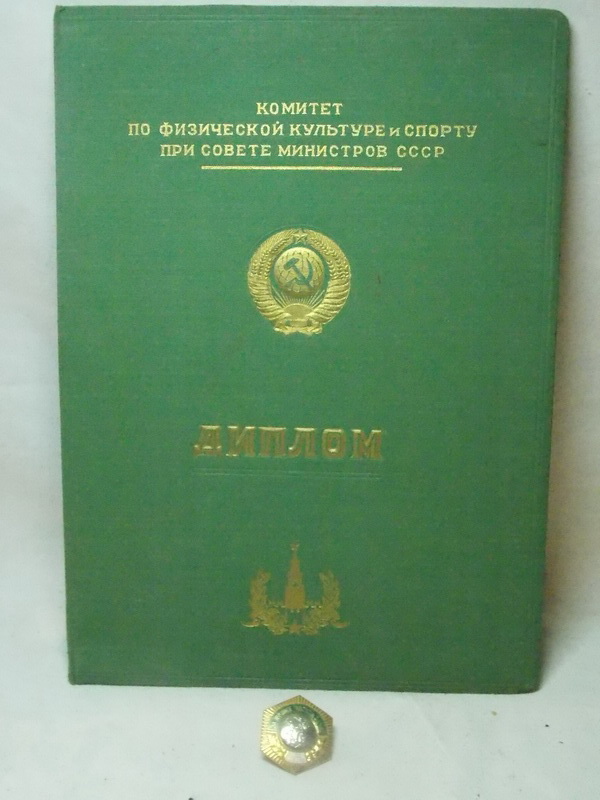 КОМИТЕТ
ПО ФИЗИЧЕСКОЙ КУЛЬТУРЕ И СПОРТУ
ПРИ СОВЕТЕ МИНИСТРОВ СССР
ДИПЛОМ